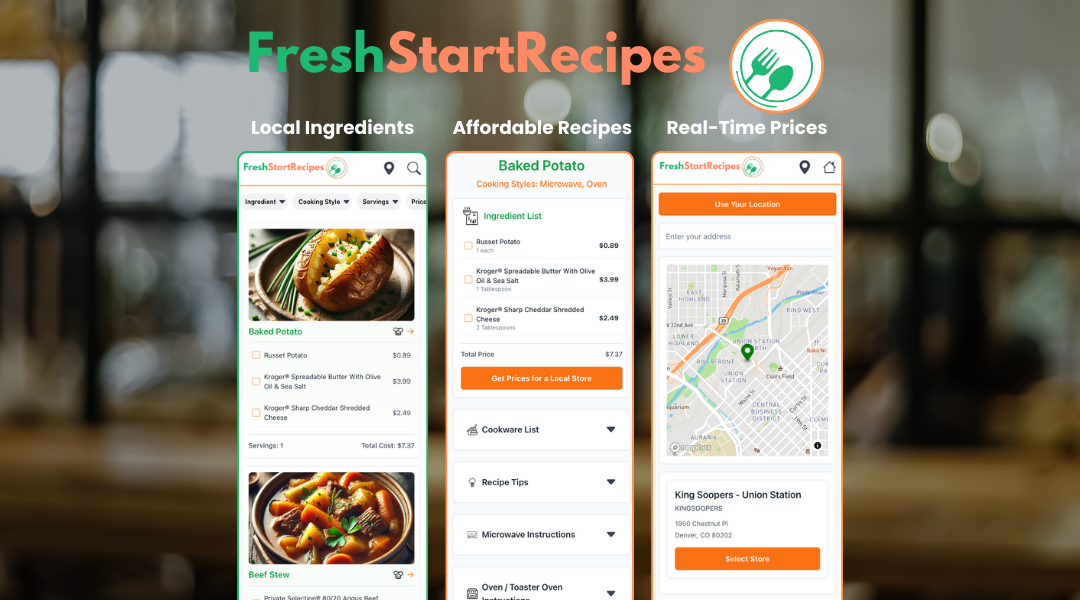 FreshStartRecipes
Local Ingredients
Affordable Recipes
Real-Time Prices
FreshStartRecipes
Ingredient
Cooking Style
Servings
Price
Baked Potato
Russet Potato $0.89
Kroger® Spreadable Butter With Olive
Oil & Sea Salt $3.99
Kroger® Sharp Cheddar Shredded
Cheese $2.49
Servings: 1 Total Cost: $7.37
Beef Stew
Private Selection® 80/20 Angus Beef
Baked Potato
Cooking Styles: Microwave, Oven
Ingredient List
Russet Potato $0.89
1 each
Kroger® Spreadable Butter With Olive
Oil & Sea Salt $3.99
1 Tablespoon
Kroger® Sharp Cheddar Shredded
Cheese $2.49
2 Tablespoons
Total Price $7.37
Get Prices for a Local Store
Cookware List
Recipe Tips
Microwave Instructions
Oven / Toaster Oven
Instructions
FreshStartRecipes
Use Your Location
Enter your address
EAST
HIGHLAND
RINO WEST
W 32nd Ave
LOWER
HIGHLAND
UNION STATION
RTH
RIVERFRONT
UNION
STATION
Coors Field
Wazee St
CENTRAL
BUSINESS
DISTRICT
Curtis St
19th St
AURARIA
mapbox
King Soopers - Union Station
KINGSOOPERS
1950 Chestnut Pl
Denver, CO 80202
Select Store